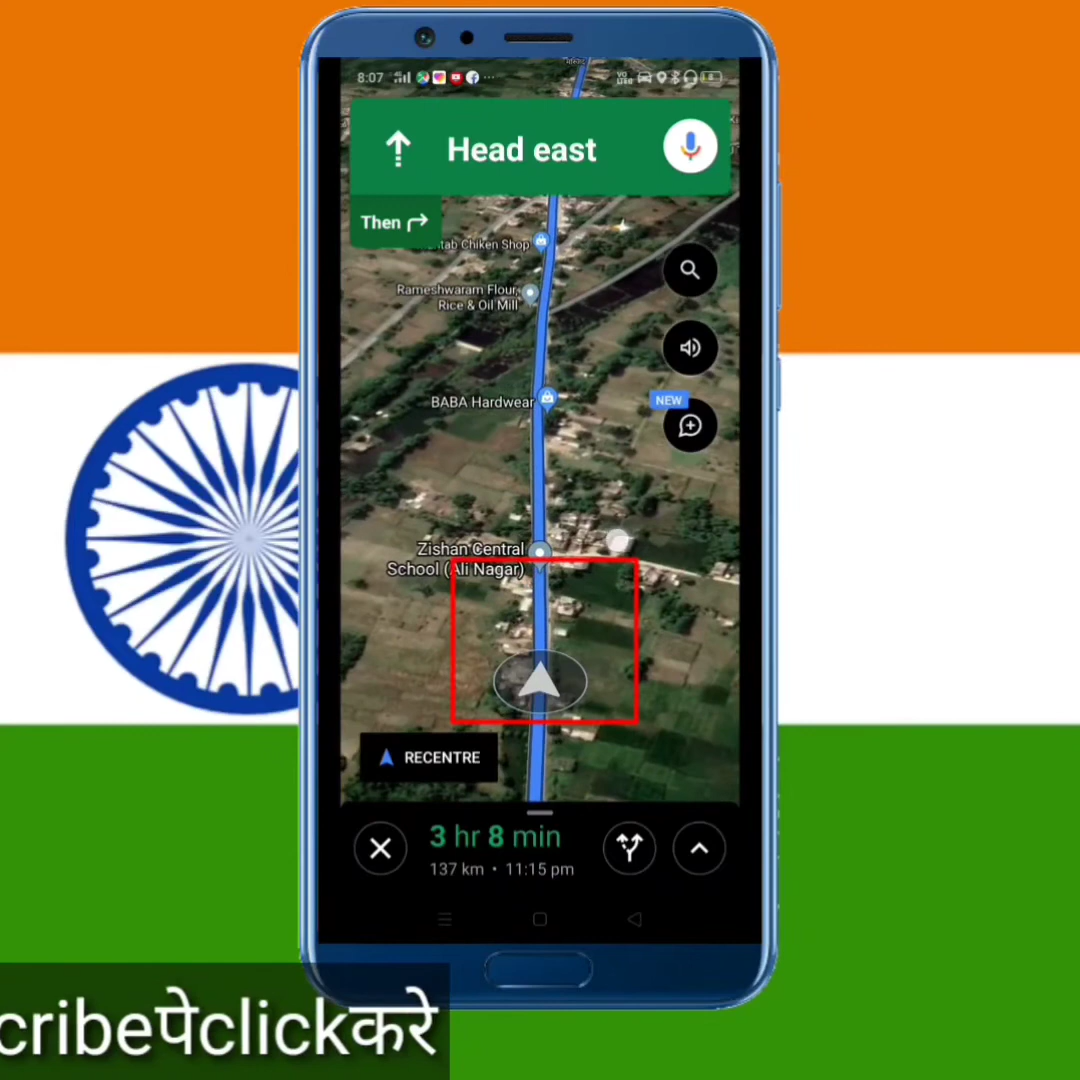 8:07
Head east
Then
Chiken Shop
Rameshwaram Flour,
Rice & Oil Mill
BABA Hardwear
NEW
Zishan Central
School (Ali Nagar)
RECENTRE
3 hr 8 min
137 km • 11:15 pm
cribeपेclickकरे